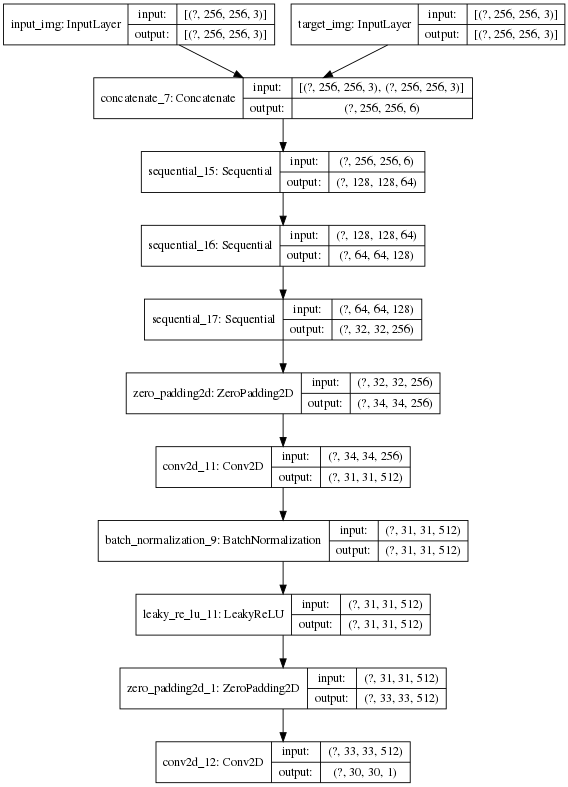 input_img: InputLayer
input: [(?, 256, 256, 3)]
output: [(?, 256, 256, 3)]
target_img: InputLayer
input: [(?, 256, 256, 3)]
output: [(?, 256, 256, 3)]
concatenate_7: Concatenate
input: [(?, 256, 256, 3), (?, 256, 256, 3)]
output: (?, 256, 256, 6)
sequential_15: Sequential
input: (?, 256, 256, 6)
output: (?, 128, 128, 64)
sequential_16: Sequential
input: (?, 128, 128, 64)
output: (?, 64, 64, 128)
sequential_17: Sequential
input: (?, 64, 64, 128)
output: (?, 32, 32, 256)
zero_padding2d: ZeroPadding2D
input: (?, 32, 32, 256)
output: (?, 34, 34, 256)
conv2d_11: Conv2D
input: (?, 34, 34, 256)
output: (?, 31, 31, 512)
batch_normalization_9: BatchNormalization
input: (?, 31, 31, 512)
output: (?, 31, 31, 512)
leaky_re_lu_11: LeakyReLU
input: (?, 31, 31, 512)
output: (?, 31, 31, 512)
zero_padding2d_1: ZeroPadding2D
input: (?, 31, 31, 512)
output: (?, 33, 33, 512)
conv2d_12: Conv2D
input: (?, 33, 33, 512)
output: (?, 30, 30, 1)